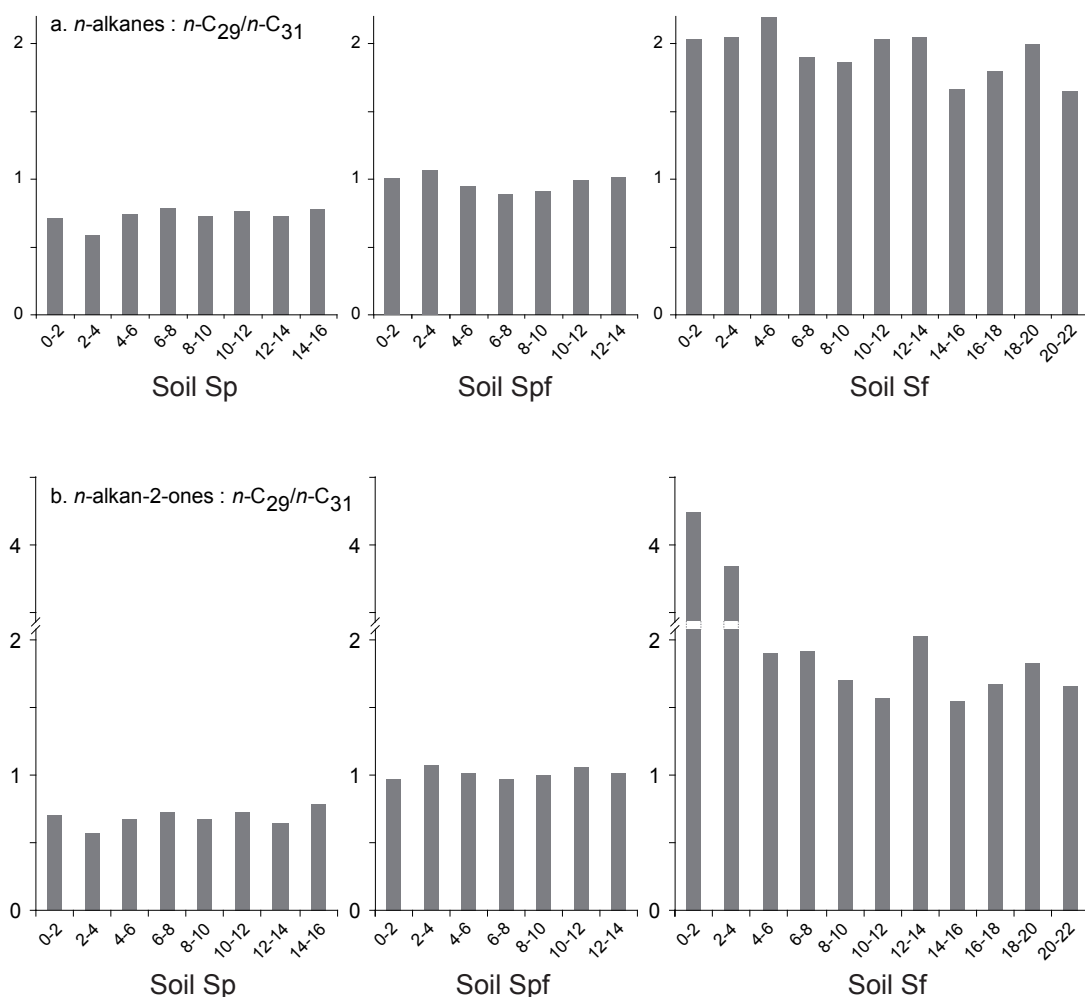 a. n-alkanes : n-C29/n-C31
2
1
0
0-2 2-4 4-6 6-8 8-10 10-12 12-14 14-16
Soil Sp
2
1
0
0-2 2-4 4-6 6-8 8-10 10-12 12-14
Soil Spf
2
1
0
0-2 2-4 4-6 6-8 8-10 10-12 12-14 14-16 16-18 18-20 20-22
Soil Sf
b. n-alkan-2-ones : n-C29/n-C31
4
2
1
0
0-2 2-4 4-6 6-8 8-10 10-12 12-14 14-16
Soil Sp
4
2
1
0
0-2 2-4 4-6 6-8 8-10 10-12 12-14
Soil Spf
4
2
1
0
0-2 2-4 4-6 6-8 8-10 10-12 12-14 14-16 16-18 18-20 20-22
Soil Sf